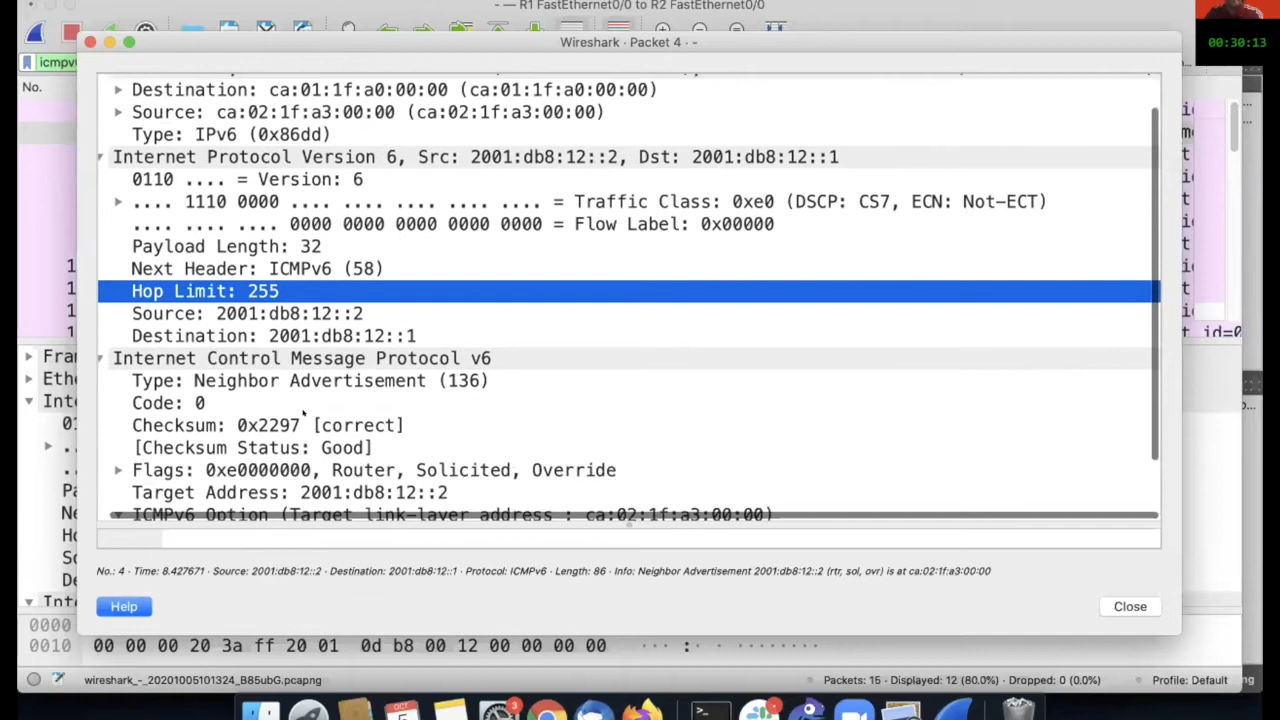 - — R1 FastEthernet0/0 to R2 FastEthernet0/0
00:30:13
Wireshark · Packet 4 · -
icmpv
No.
Destination: ca:01:1f:a0:00:00 (ca:01:1f:a0:00:00)
Source: ca:02:1f:a3:00:00 (ca:02:1f:a3:00:00)
Type: IPv6 (0x86dd)
Internet Protocol Version 6, Src: 2001:db8:12::2, Dst: 2001:db8:12::1
0110 .... = Version: 6
.... 1110 0000 .... .... .... .... .... = Traffic Class: 0xe0 (DSCP: CS7, ECN: Not-ECT)
.... .... .... 0000 0000 0000 0000 0000 = Flow Label: 0x00000
Payload Length: 32
Next Header: ICMPv6 (58)
Hop Limit: 255
Source: 2001:db8:12::2
Destination: 2001:db8:12::1
Internet Control Message Protocol v6
Type: Neighbor Advertisement (136)
Code: 0
Checksum: 0x2297 [correct]
[Checksum Status: Good]
Flags: 0xe0000000, Router, Solicited, Override
Target Address: 2001:db8:12::2
ICMPv6 Option (Target link-layer address : ca:02:1f:a3:00:00)
t id=0
Fram
Ethe
Inte
No.: 4 · Time: 8.427671 · Source: 2001:db8:12::2 · Destination: 2001:db8:12::1 · Protocol: ICMPv6 · Length: 86 · Info: Neighbor Advertisement 2001:db8:12::2 (rtr, sol, ovr) is at ca:02:1f:a3:00:00
Help
Close
0000
0010 00 00 00 20 3a ff 20 01 0d b8 00 12 00 00 00 00 ··· :· ·  ········
wireshark_-_20201005101324_B85ubG.pcapng
Packets: 15 · Displayed: 12 (80.0%) · Dropped: 0 (0.0%)
Profile: Default